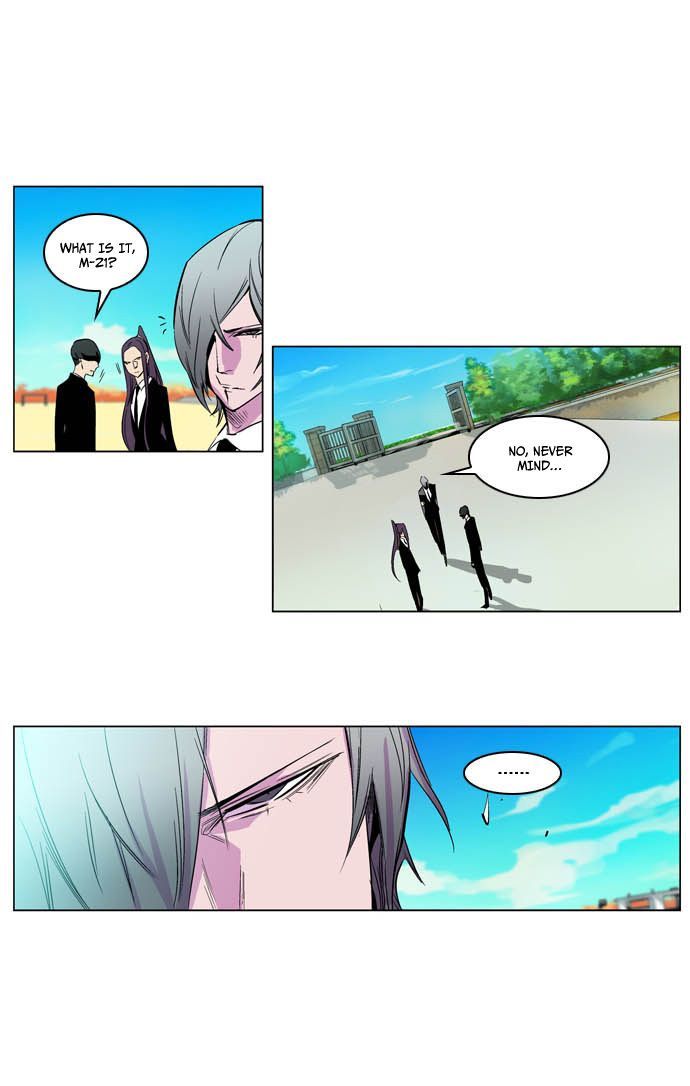 WHAT IS IT,
M-21?
NO, NEVER
MIND...
------